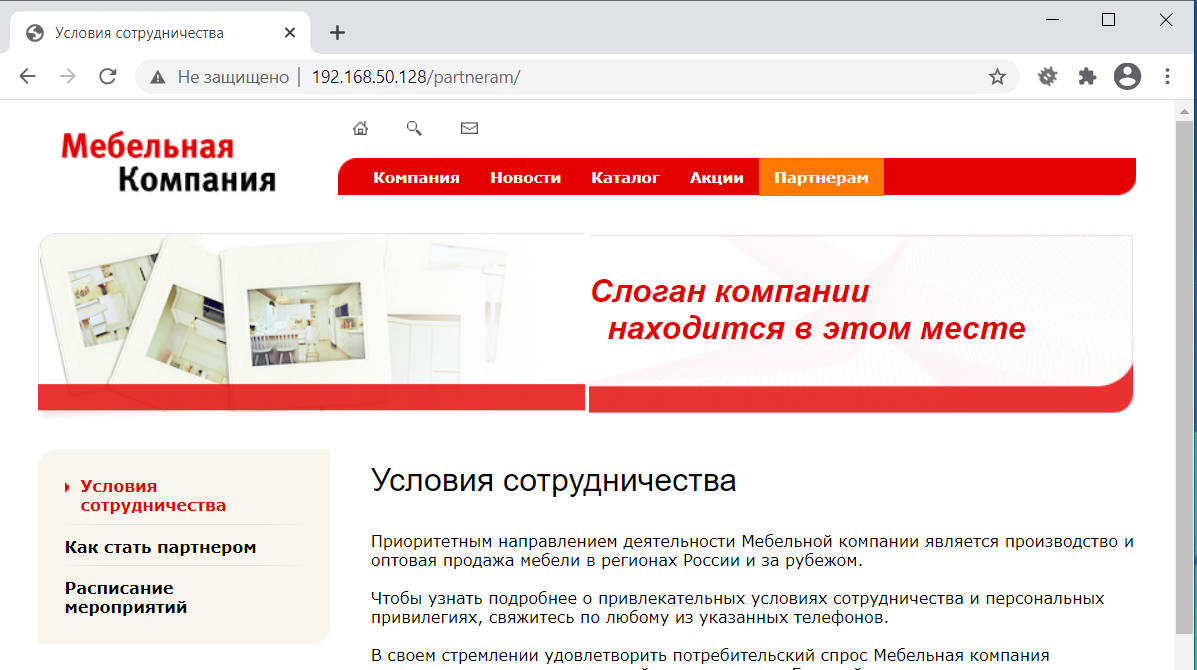 Условия сотрудничества
Не защищено | 192.168.50.128/partneram/
Мебельная
Компания
Компания Новости Каталог Акции Партнерам
Слоган компании
находится в этом месте
Условия
сотрудничества
Как стать партнером
Расписание
мероприятий
Условия сотрудничества
Приоритетным направлением деятельности Мебельной компании является производство и
оптовая продажа мебели в регионах России и за рубежом.
Чтобы узнать подробнее о привлекательных условиях сотрудничества и персональных
привилегиях, свяжитесь по любому из указанных телефонов.
В своем стремлении удовлетворить потребительский спрос Мебельная компания